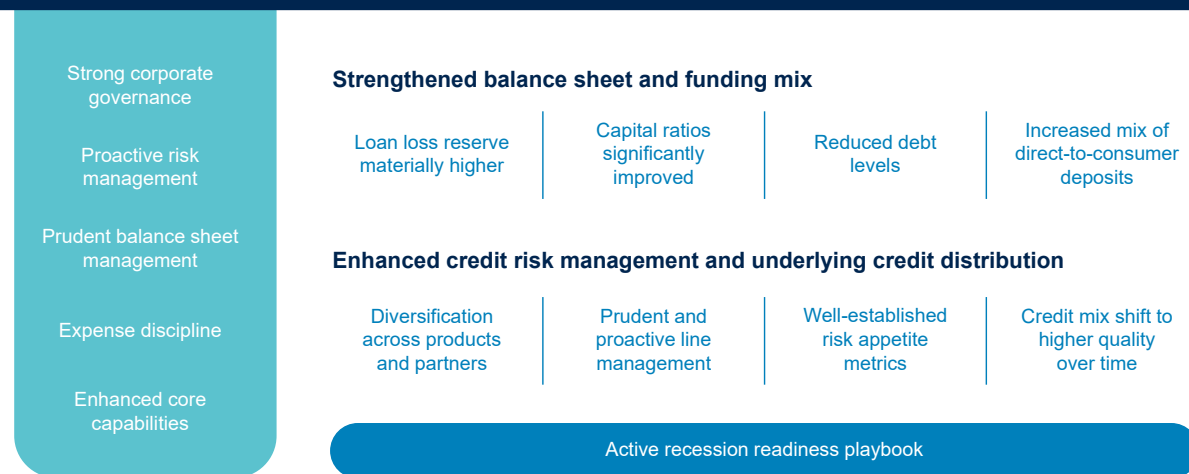 Strong corporate
governance
Proactive risk
management
Prudent balance sheet
management
Expense discipline
Enhanced core
capabilities
Strengthened balance sheet and funding mix
Loan loss reserve
materially higher
Capital ratios
significantly
improved
Reduced debt
levels
Increased mix of
direct-to-consumer
deposits
Enhanced credit risk management and underlying credit distribution
Diversification
across products
and partners
Prudent and
proactive line
management
Well-established
risk appetite
metrics
Credit mix shift to
higher quality
over time
Active recession readiness playbook